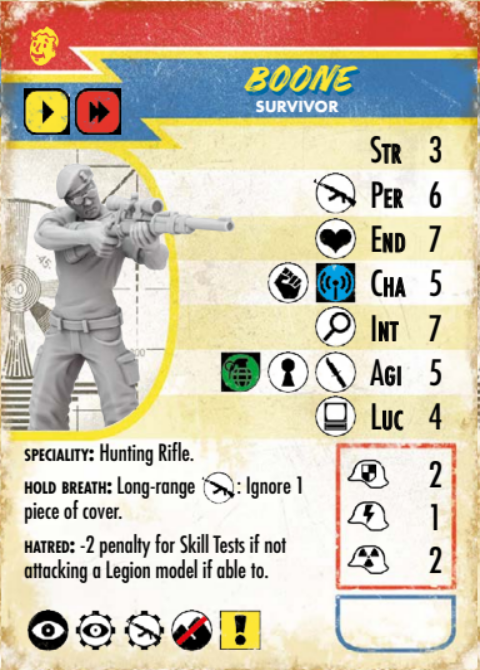 BOONE
SURVIVOR
STR 3
PER 6
END 7
CHA 5
INT 7
AGI 5
LUC 4
SPECIALITY: Hunting Rifle.
HOLD BREATH: Long-range : Ignore 1
piece of cover.
HATRED: -2 penalty for Skill Tests if not
attacking a Legion model if able to.
2
1
2
!